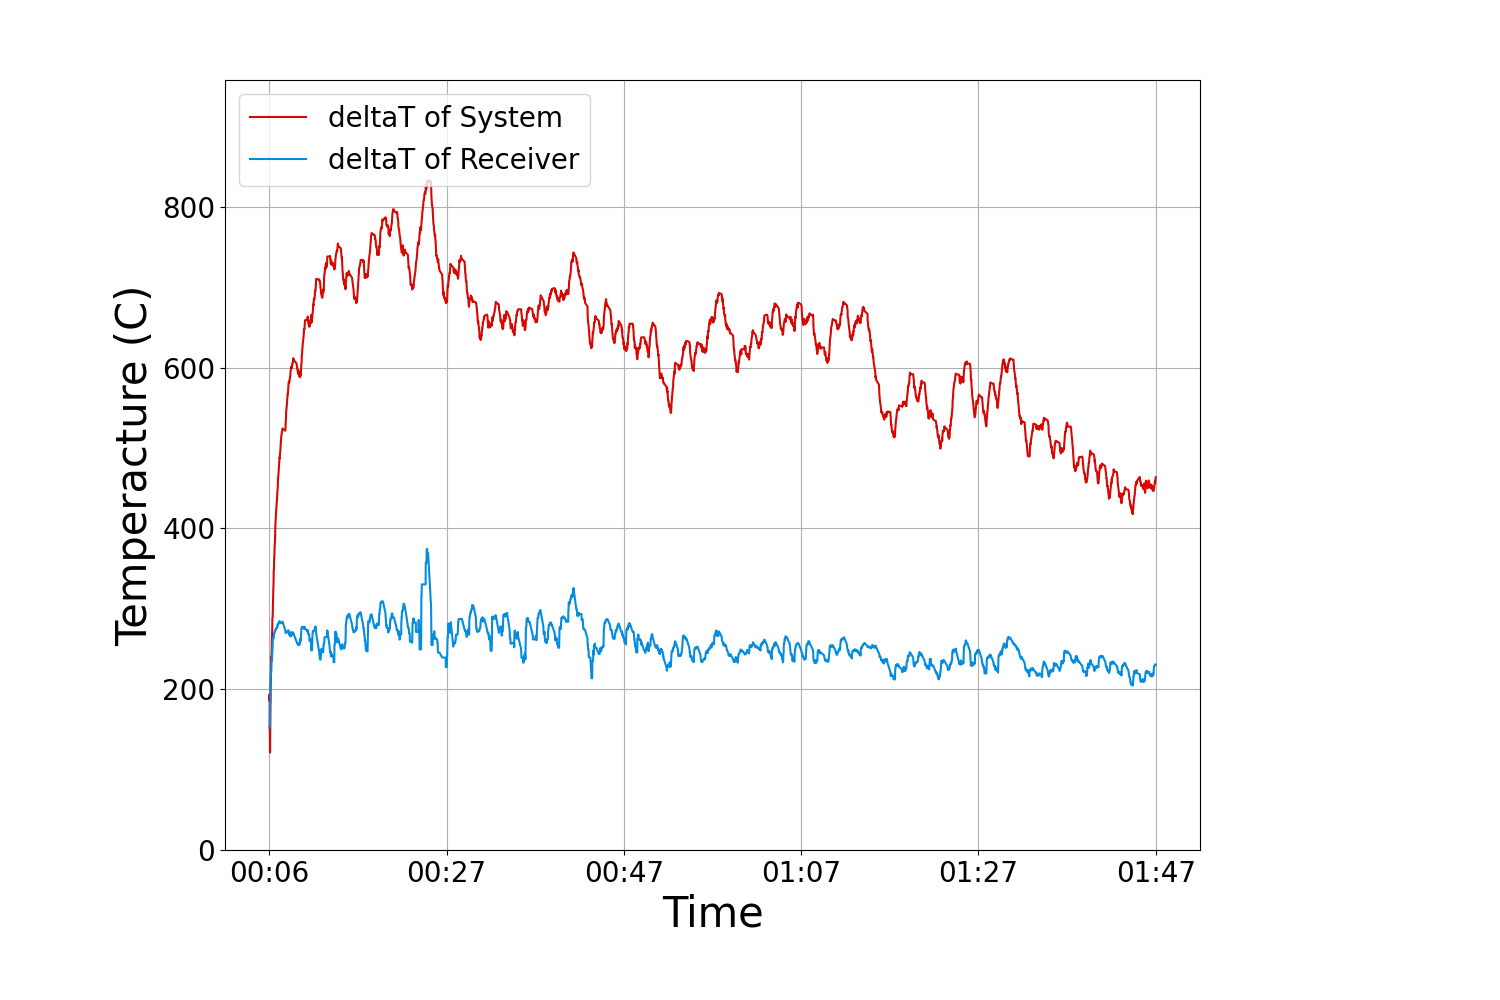 deltaT of System
deltaT of Receiver
Temperacture (C)
800
600
400
200
0
00:06 00:27 00:47 01:07 01:27 01:47
Time